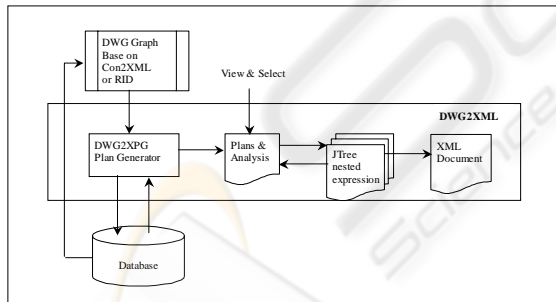 DWG Graph
Base on
Con2XML
or RID
View & Select
DWG2XML
DWG2XPG
Plan Generator
Plans &
Analysis
JTree
nested
expression
XML
Document
Database
Science